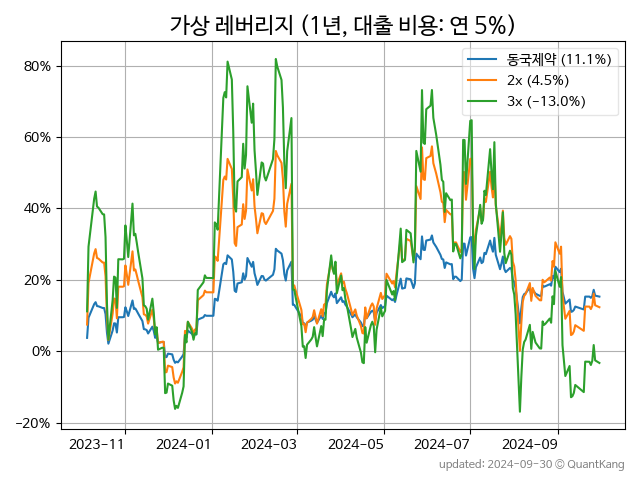 가상 레버리지 (1년, 대출 비용: 연 5%)
동국제약 (11.1%)
2x (4.5%)
3x (−13.0%)
80%
60%
40%
20%
0%
−20%
2023-11 2024-01 2024-03 2024-05 2024-07 2024-09
updated: 2024-09-30 © QuantKang